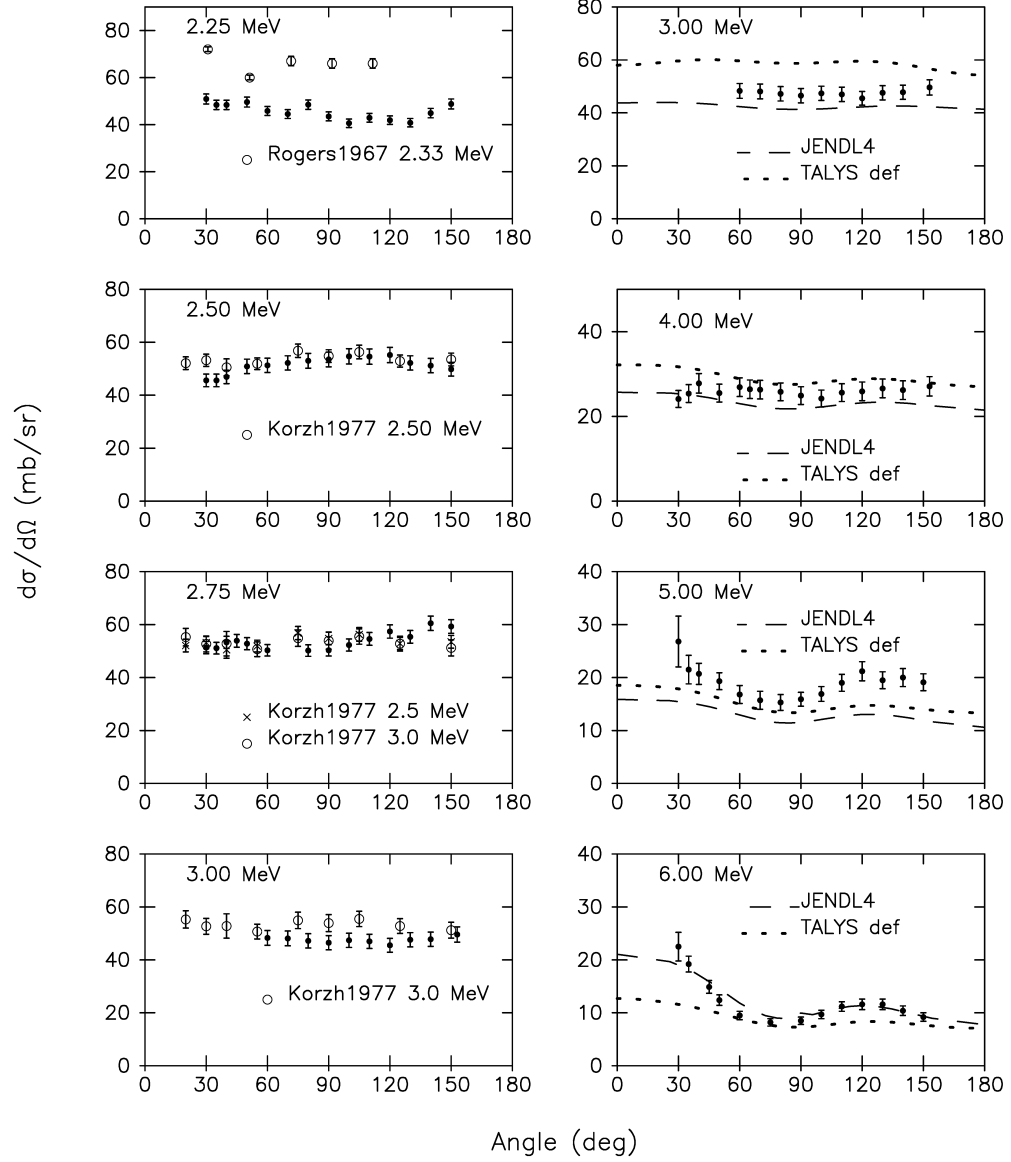 dσ/dΩ (mb/sr)
2.25 MeV
Rogers1967 2.33 MeV
80
60
40
20
0
0 30 60 90 120 150 180
2.50 MeV
Korzh1977 2.50 MeV
80
60
40
20
0
0 30 60 90 120 150 180
2.75 MeV
Korzh1977 2.5 MeV
Korzh1977 3.0 MeV
80
60
40
20
0
0 30 60 90 120 150 180
3.00 MeV
Korzh1977 3.0 MeV
80
60
40
20
0
0 30 60 90 120 150 180
3.00 MeV
JENDL4
TALYS def
80
60
40
20
0
0 30 60 90 120 150 180
4.00 MeV
JENDL4
TALYS def
40
20
0
0 30 60 90 120 150 180
5.00 MeV
JENDL4
TALYS def
40
30
20
10
0
0 30 60 90 120 150 180
6.00 MeV
JENDL4
TALYS def
40
30
20
10
0
0 30 60 90 120 150 180
Angle (deg)